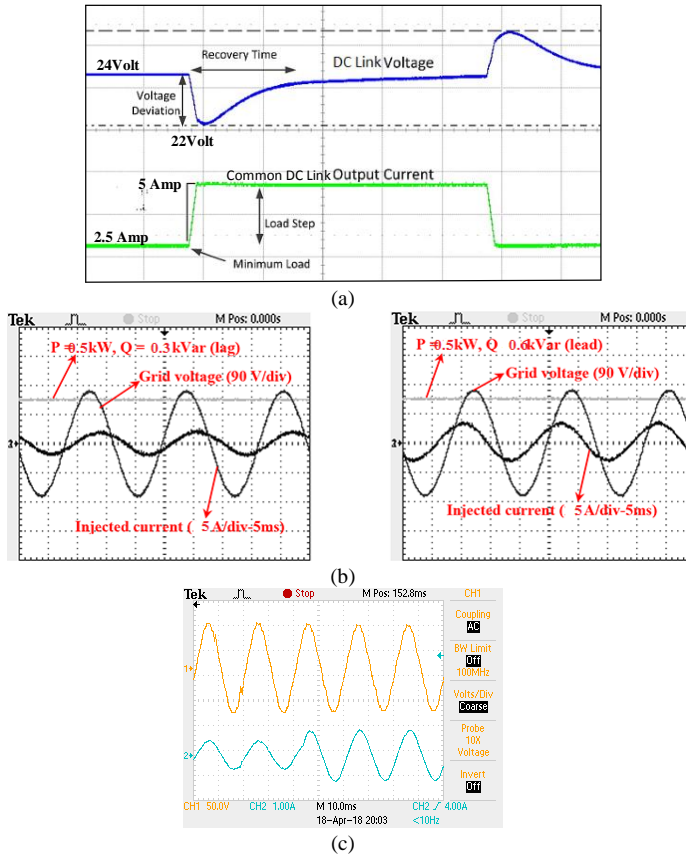 24Volt
Recovery Time
DC Link Voltage
Voltage
Deviation
22Volt
5 Amp
Common DC Link Output Current
Load Step
2.5 Amp
Minimum Load
(a)
Tek Stop M Pos: 0.000s
P = 0.5kW, Q = 0.3kVar (lag)
Grid voltage (90 V/div)
2
Injected current ( 5A/div-5ms)
Tek Stop M Pos: 0.000s
P = 0.5kW, Q 0.6kVar (lead)
Grid voltage (90 V/div)
2
Injected current ( 5A/div-5ms)
(b)
Tek Stop M Pos: 152.8ms CH1
Coupling
AC
BW Limit
Off
100MHz
1
Volts/Div
Coarse
Probe
10X
Voltage
2
Invert
Off
CH1 50.0V CH2 1.00A M 10.0ms CH2 / 4.00A
18-Apr-18 20:03 <10Hz
(c)